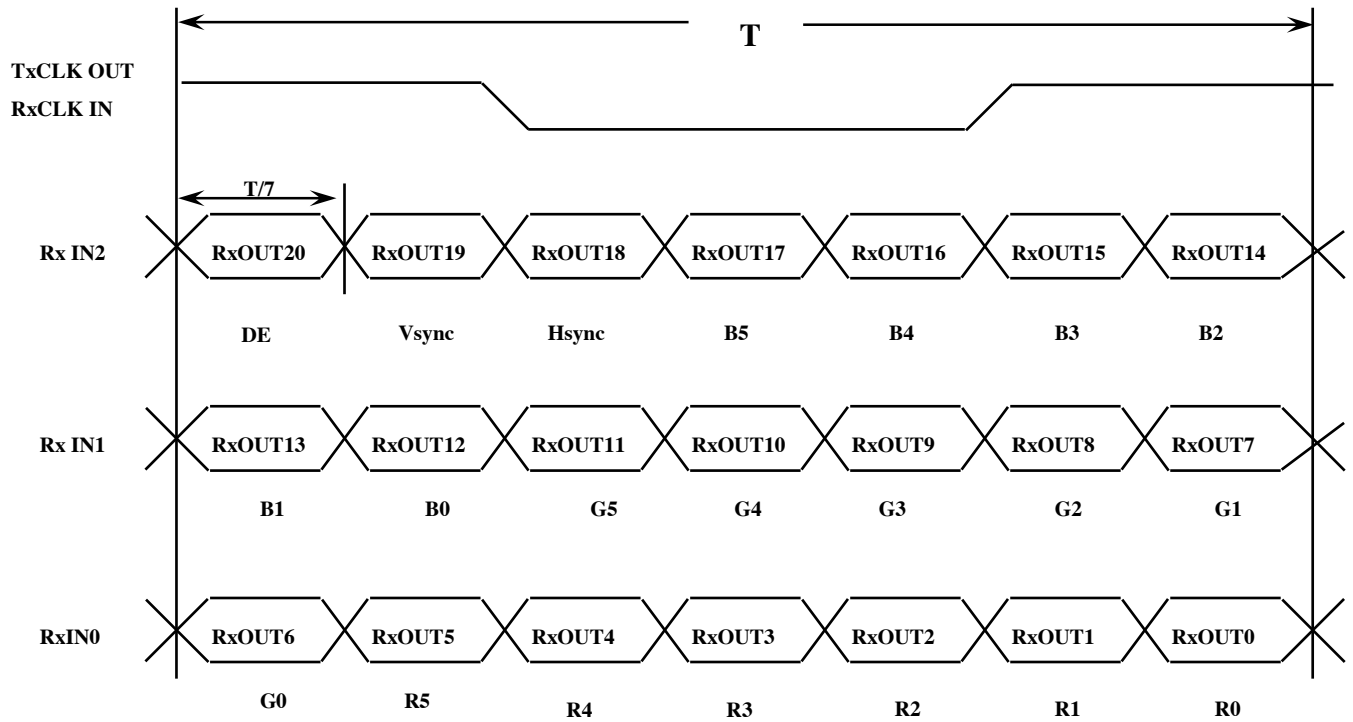 T
TxCLK OUT
RxCLK IN
T/7
Rx IN2 RxOUT20 RxOUT19 RxOUT18 RxOUT17 RxOUT16 RxOUT15 RxOUT14
DE Vsync Hsync B5 B4 B3 B2
Rx IN1 RxOUT13 RxOUT12 RxOUT11 RxOUT10 RxOUT9 RxOUT8 RxOUT7
B1 B0 G5 G4 G3 G2 G1
RxIN0 RxOUT6 RxOUT5 RxOUT4 RxOUT3 RxOUT2 RxOUT1 RxOUT0
G0 R5 R4 R3 R2 R1 R0